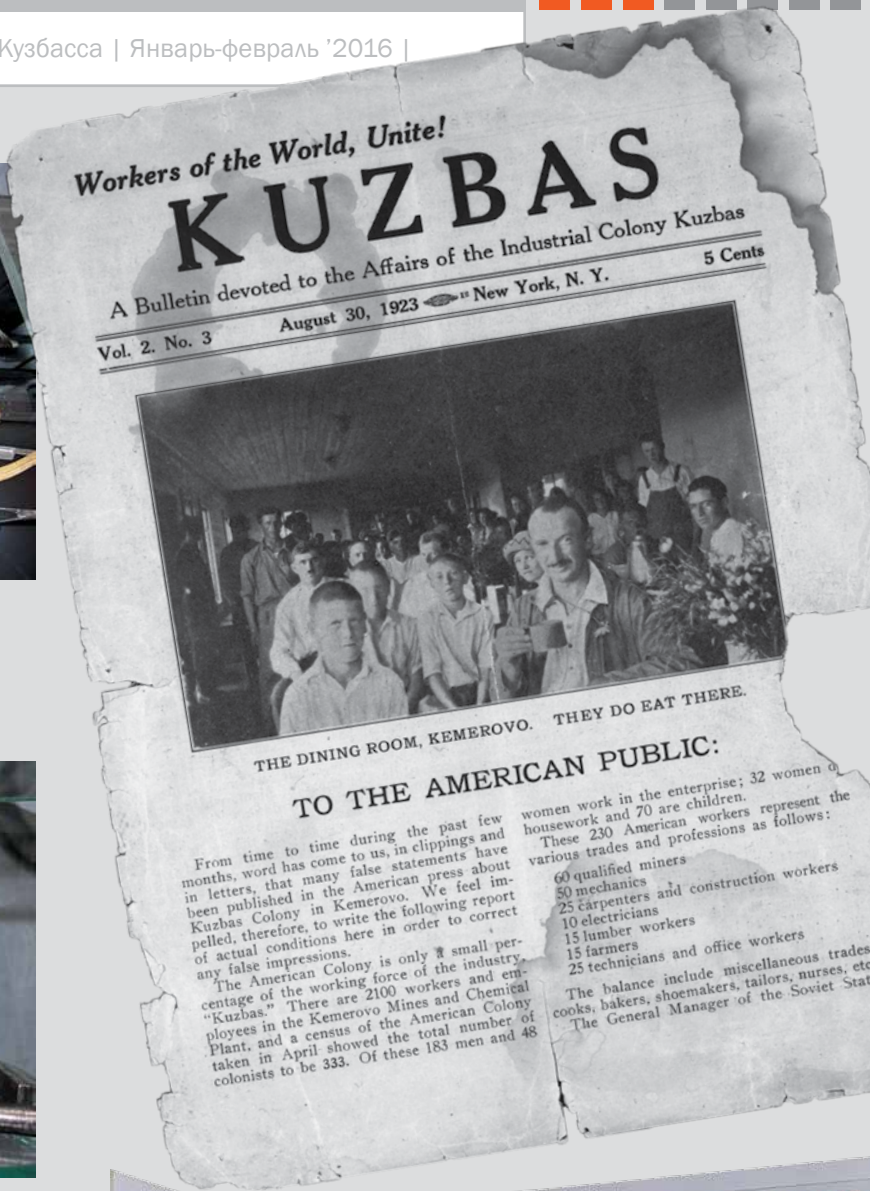 Кузбасса | Январь-февраль ’2016 |
Workers of the World, Unite!
KUZBAS
A Bulletin devoted to the Affairs of the Industrial Colony Kuzbas
Vol. 2. No. 3 August 30, 1923 New York, N. Y. 5 Cents
THE DINING ROOM, KEMEROVO. THEY DO EAT THERE.
TO THE AMERICAN PUBLIC:
From time to time during the past few
months, word has come to us, in clippings and
in letters, that many false statements have
been published in the American press about
Kuzbas Colony in Kemerovo. We feel im-
pelled, therefore, to write the following report
of actual conditions here in order to correct
any false impressions.
The American Colony is only a small per-
centage of the working force of the industry,
"Kuzbas." There are 2100 workers and em-
ployees in the Kemerovo Mines and Chemical
Plant, and a census of the American Colony
taken in April showed the total number of
colonists to be 333. Of these 183 men and 48
women work in the enterprise; 32 women
housework and 70 are children.
These 230 American workers represent the
various trades and professions as follows:
60 qualified miners
50 mechanics
25 carpenters and construction workers
10 electricians
15 lumber workers
15 farmers
25 technicians and office workers
The balance include miscellaneous trades
cooks, bakers, shoemakers, tailors, nurses, etc
The General Manager of the Soviet Stat